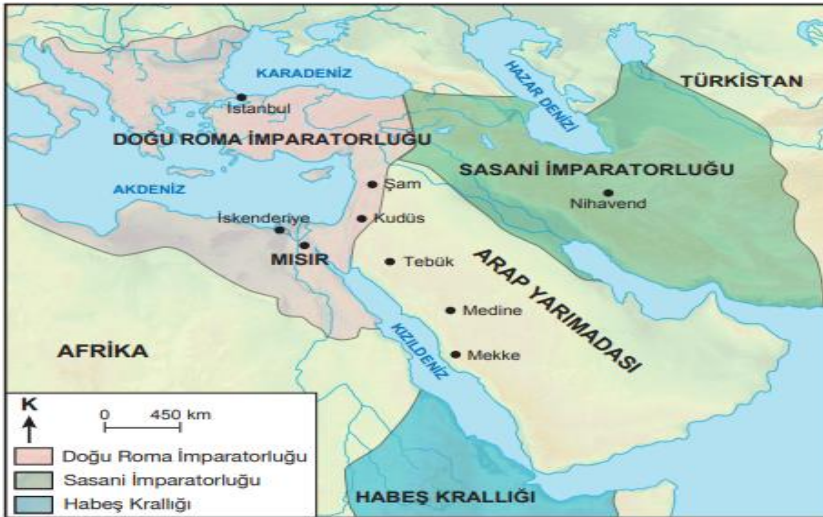 KARADENİZ
HAZAR DENİZİ
TÜRKİSTAN
İstanbul
DOĞU ROMA İMPARATORLUĞU
SASANİ İMPARATORLUĞU
AKDENİZ
Şam
Nihavend
İskenderiye
Kudüs
MISIR
Tebük
ARAP YARIMADASI
Medine
AFRİKA
KIZILDENİZ
Mekke
K
0 450 km
Doğu Roma İmparatorluğu
Sasani İmparatorluğu
Habeş Krallığı
HABEŞ KRALLIĞI